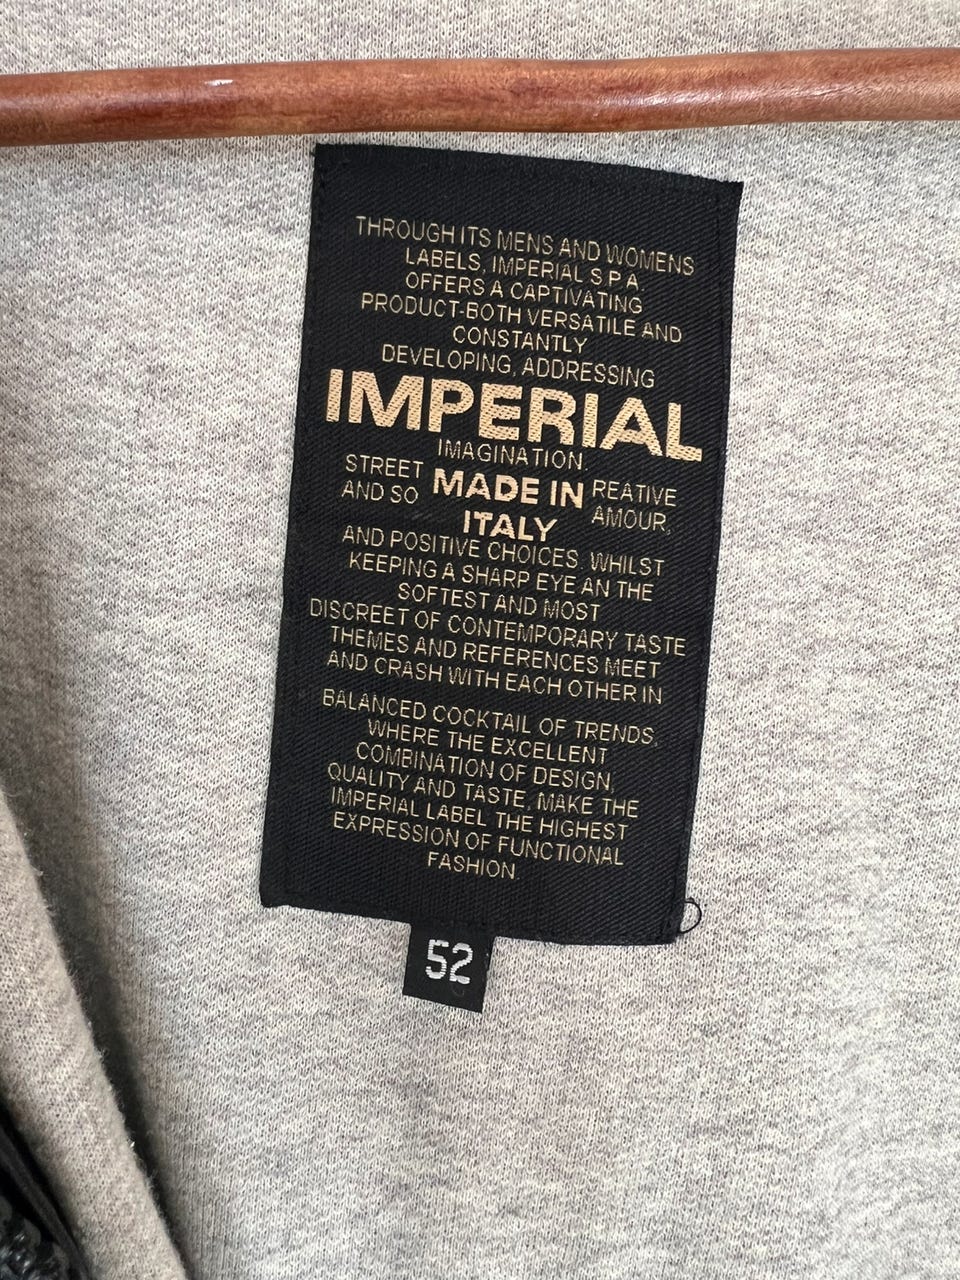 THROUGH ITS MENS AND WOMENS
LABELS, IMPERIAL S.P.A
OFFERS A CAPTIVATING
PRODUCT-BOTH VERSATILE AND
CONSTANTLY
DEVELOPING, ADDRESSING
IMPERIAL
IMAGINATION.
STREET MADE IN REATIVE
AND SO ITALY AMOUR,
AND POSITIVE CHOICES. WHILST
KEEPING A SHARP EYE AN THE
SOFTEST AND MOST
DISCREET OF CONTEMPORARY TASTE
THEMES AND REFERENCES MEET
AND CRASH WITH EACH OTHER IN
BALANCED COCKTAIL OF TRENDS,
WHERE THE EXCELLENT
COMBINATION OF DESIGN,
QUALITY AND TASTE, MAKE THE
IMPERIAL LABEL THE HIGHEST
EXPRESSION OF FUNCTIONAL
FASHION.
52